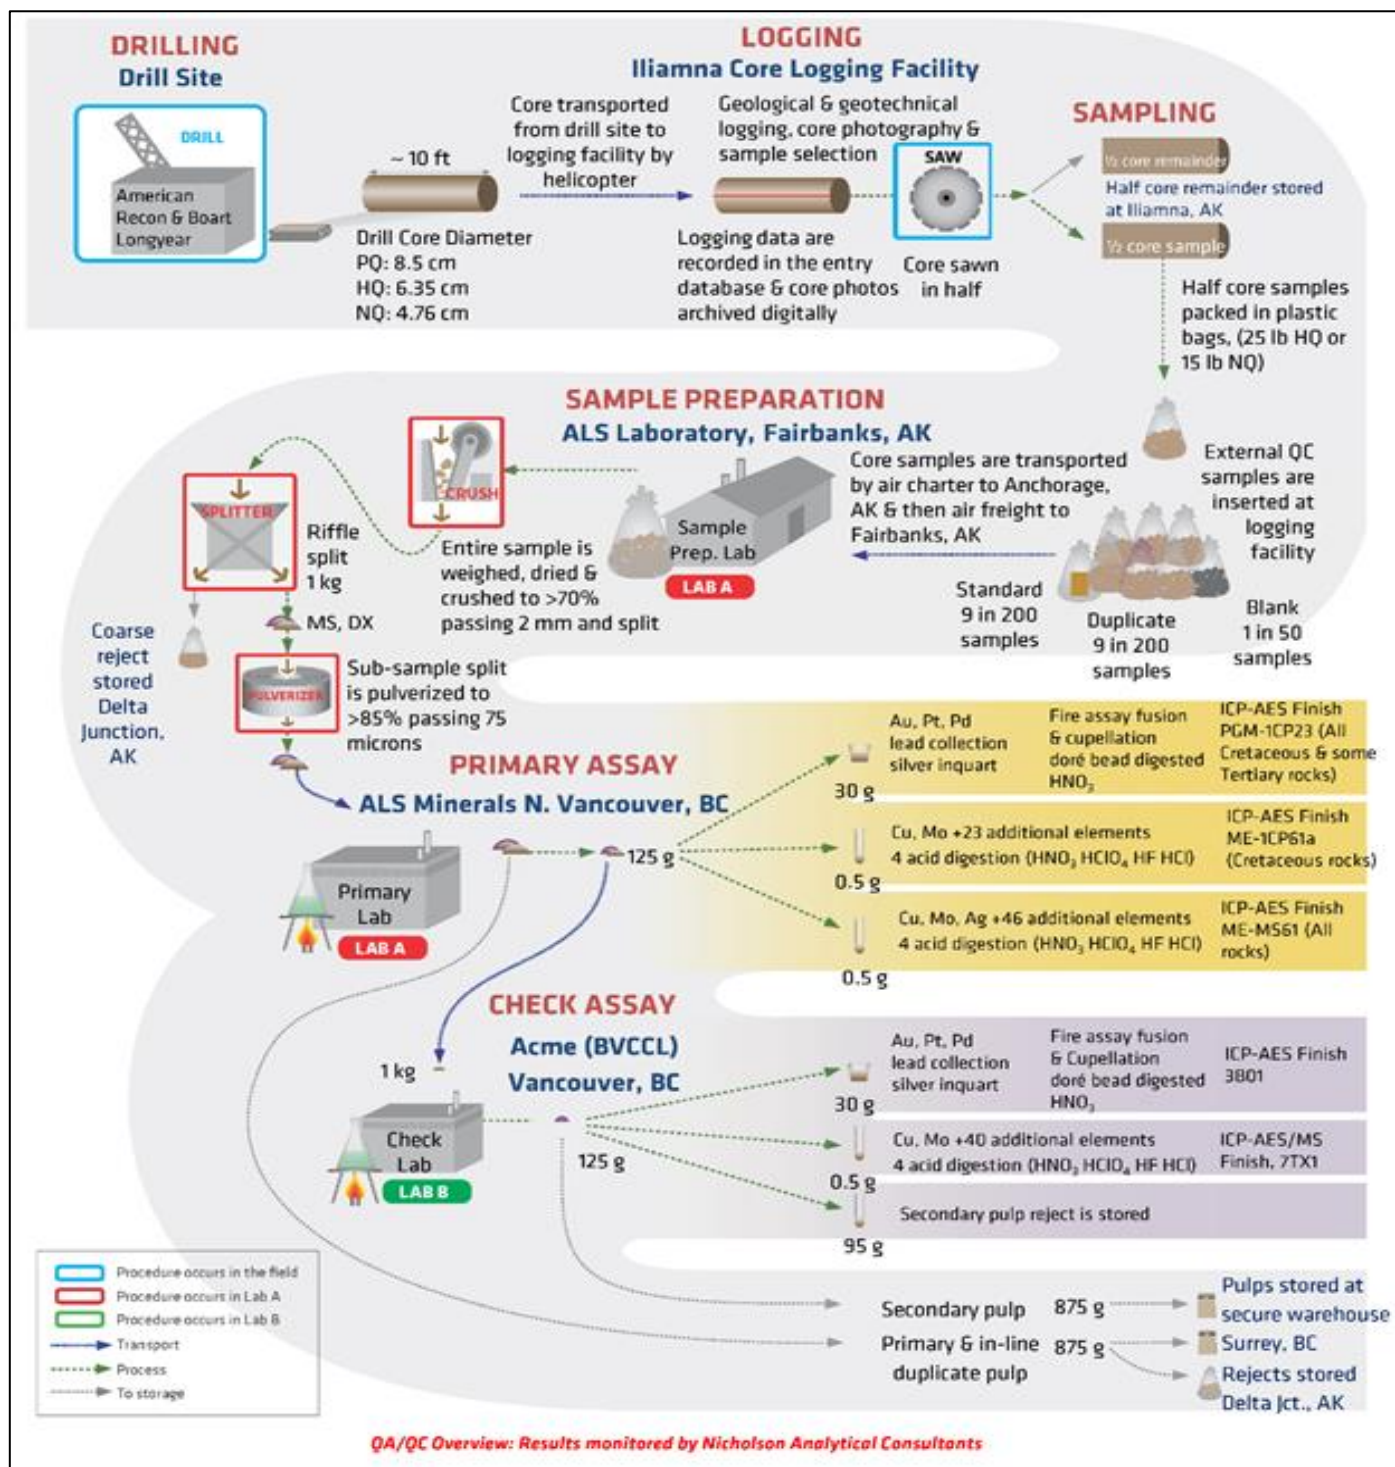 DRILLING
Drill Site
DRILL
American
Recon & Boart
Longyear
~ 10 ft
Drill Core Diameter
PQ: 8.5 cm
HQ: 6.35 cm
NQ: 4.76 cm
Core transported
from drill site to
logging facility by
helicopter
LOGGING
Iliamna Core Logging Facility
Geological & geotechnical
logging, core photography &
sample selection
Logging data are
recorded in the entry
database & core photos
archived digitally
SAW
Core sawn
in half
SAMPLING
½ core remainder
Half core remainder stored
at Iliamna, AK
½ core sample
Half core samples
packed in plastic
bags, (25 lb HQ or
15 lb NQ)
External QC
samples are
inserted at
logging
facility
Standard
9 in 200
samples
Duplicate
9 in 200
samples
Blank
1 in 50
samples
SAMPLE PREPARATION
ALS Laboratory, Fairbanks, AK
Core samples are transported
by air charter to Anchorage,
AK & then air freight to
Fairbanks, AK
Sample
Prep. Lab
LAB A
CRUSH
Entire sample is
weighed, dried &
crushed to >70%
passing 2 mm and split
SPLITTER
Riffle
split
1 kg
MS, DX
Coarse
reject
stored
Delta
Junction,
AK
PULVERIZER
Sub-sample split
is pulverized to
>85% passing 75
microns
PRIMARY ASSAY
ALS Minerals N. Vancouver, BC
Primary
Lab
LAB A
125 g
Au, Pt, Pd
lead collection
silver inquart
30 g
Fire assay fusion
& cupellation
doré bead digested
HNO₃
ICP-AES Finish
PGM-1CP23 (All
Cretaceous & some
Tertiary rocks)
Cu, Mo +23 additional elements
4 acid digestion (HNO₃ HClO₄ HF HCl)
0.5 g
ICP-AES Finish
ME-1CP61a
(Cretaceous rocks)
Cu, Mo, Ag +46 additional elements
4 acid digestion (HNO₃ HClO₄ HF HCl)
0.5 g
ICP-AES Finish
ME-MS61 (All
rocks)
CHECK ASSAY
Acme (BVCCL)
Vancouver, BC
1 kg
Check
Lab
LAB B
125 g
Au, Pt, Pd
lead collection
silver inquart
30 g
Fire assay fusion
& Cupellation
doré bead digested
HNO₃
ICP-AES Finish
3B01
Cu, Mo +40 additional elements
4 acid digestion (HNO₃ HClO₄ HF HCl)
0.5 g
ICP-AES/MS
Finish, 7TX1
Secondary pulp reject is stored
95 g
Secondary pulp
875 g
Pulps stored at
secure warehouse
Surrey, BC
Primary & in-line
duplicate pulp
875 g
Rejects stored
Delta Jct., AK
Procedure occurs in the field
Procedure occurs in Lab A
Procedure occurs in Lab B
Transport
Process
To storage
QA/QC Overview: Results monitored by Nicholson Analytical Consultants